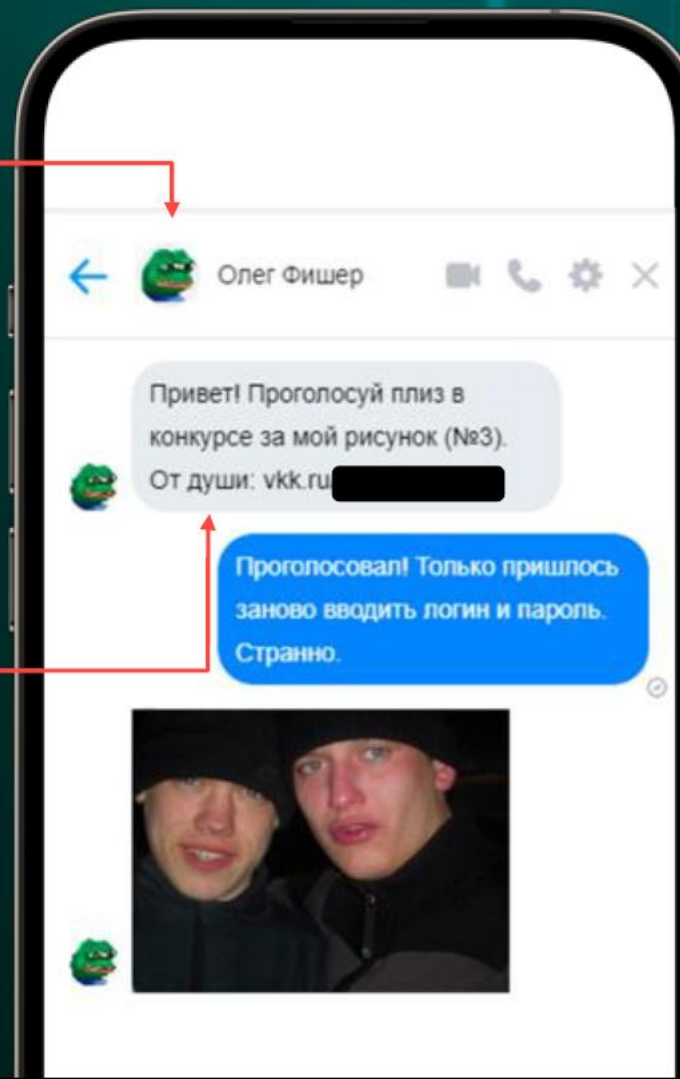 Олег Фишер
Привет! Проголосуй плиз в
конкурсе за мой рисунок (№3).
От души: vkk.ru
Проголосовал! Только пришлось
заново вводить логин и пароль.
Странно.